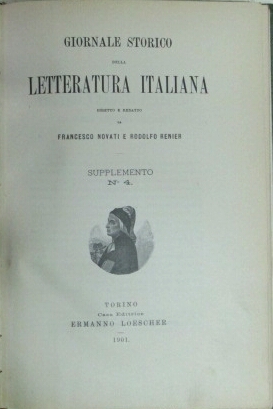 GIORNALE STORICO
DELLA
LETTERATURA ITALIANA
DIRETTO E REDATTO
DA
FRANCESCO NOVATI E RODOLFO RENIER
SUPPLEMENTO
Nº 4.
TORINO
Casa Editrice
ERMANNO LOESCHER
1901.